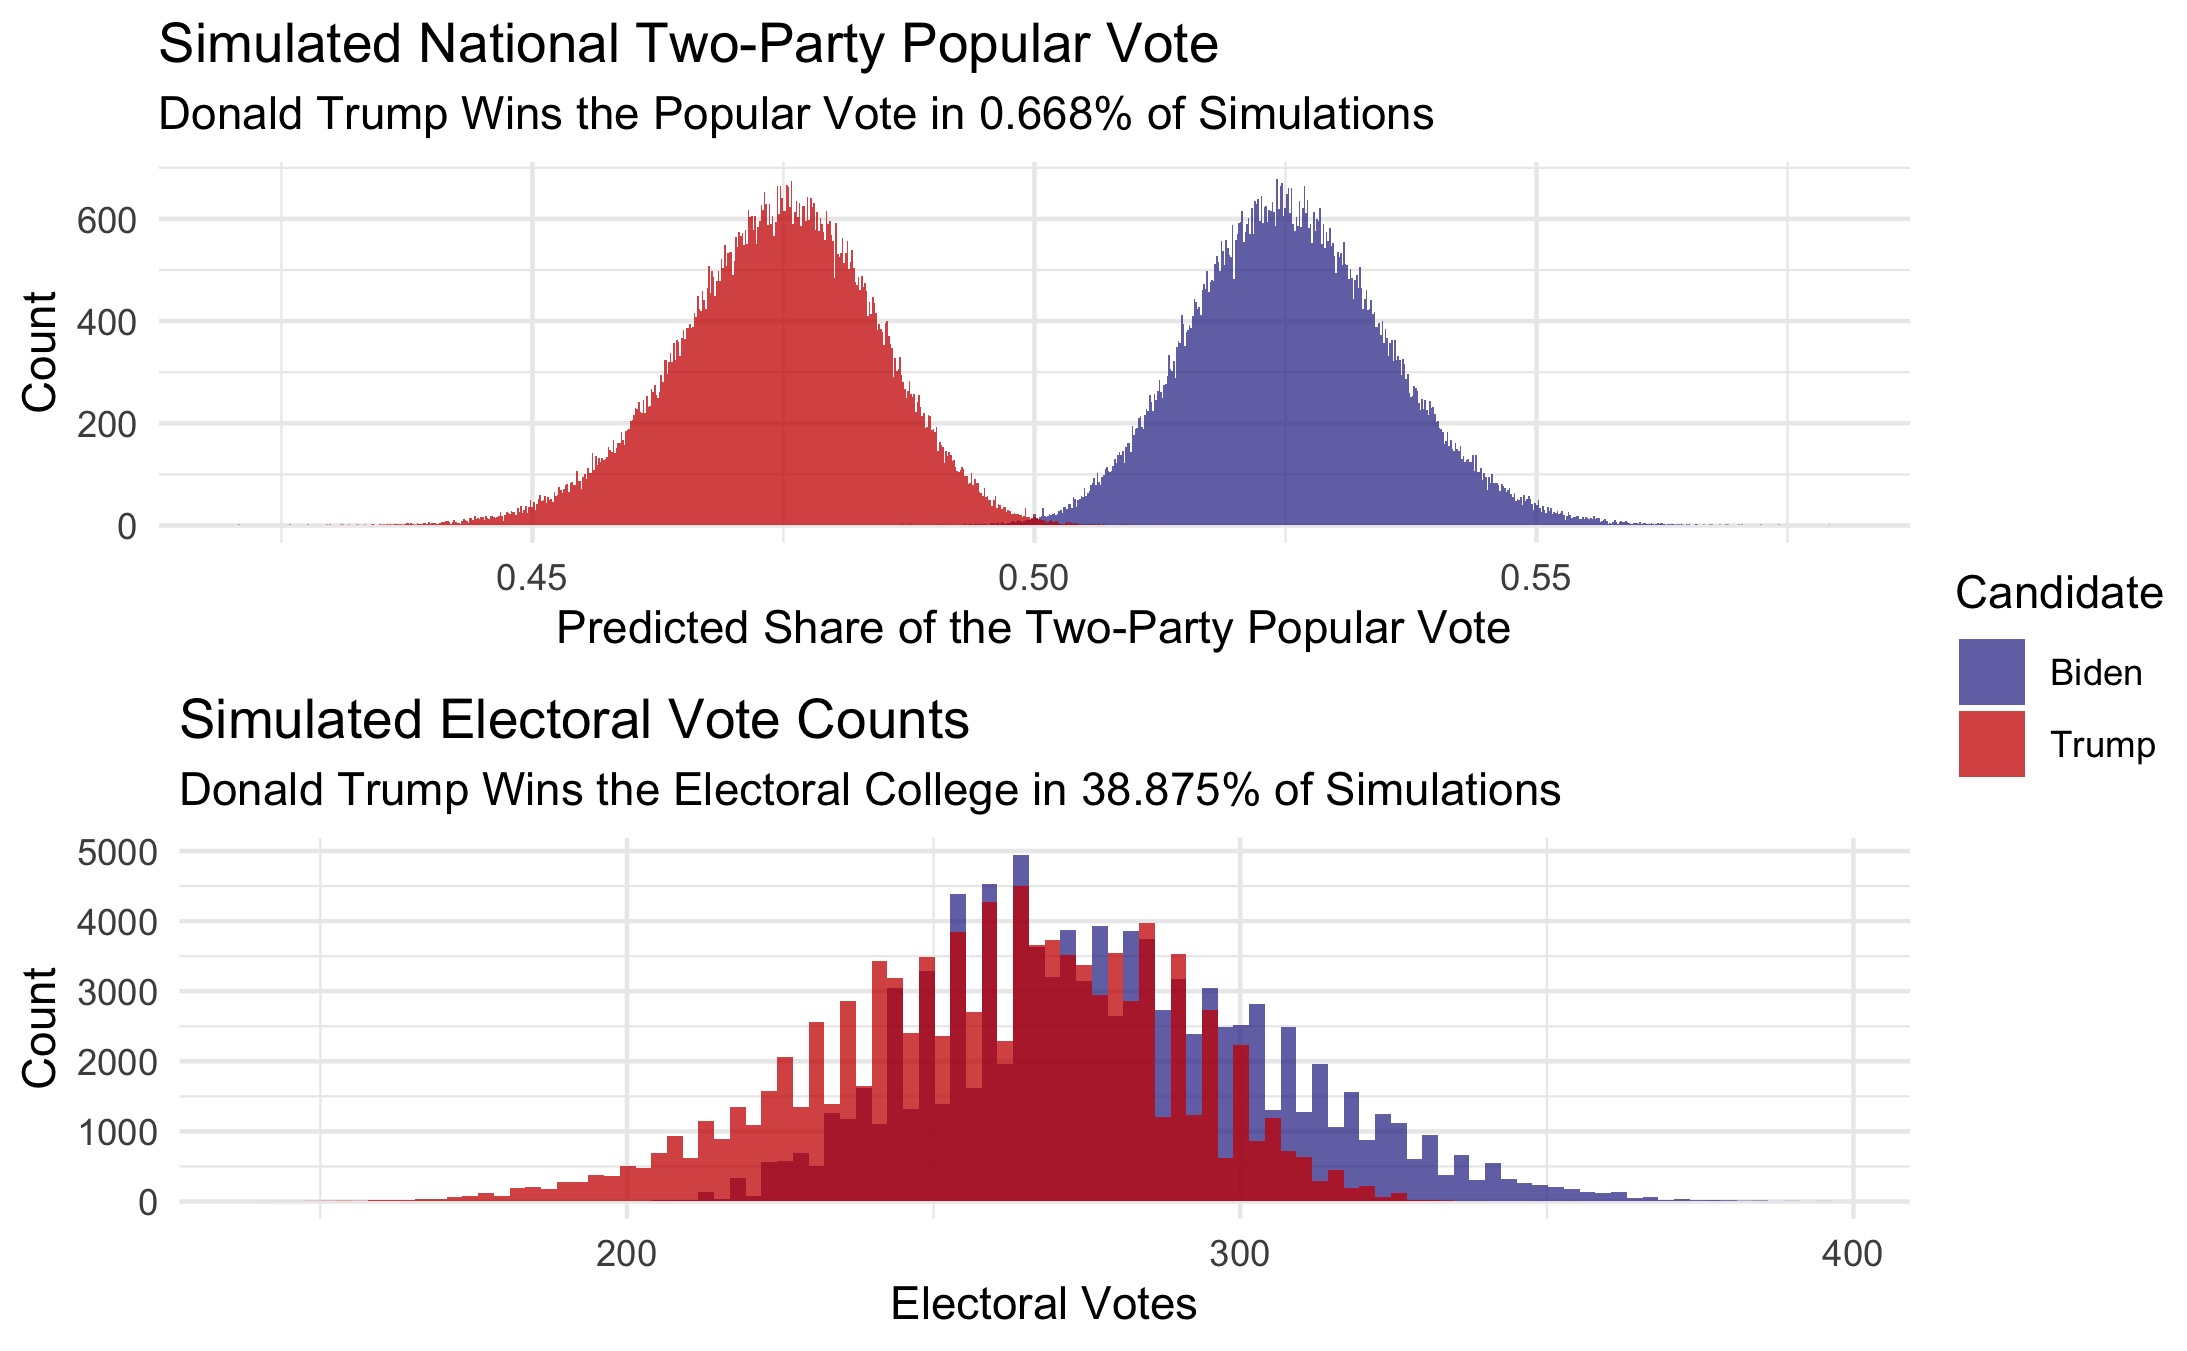 Simulated National Two-Party Popular Vote
Donald Trump Wins the Popular Vote in 0.668% of Simulations
600
400
200
0
Count
0.45 0.50 0.55
Predicted Share of the Two-Party Popular Vote
Candidate
Biden
Trump
Simulated Electoral Vote Counts
Donald Trump Wins the Electoral College in 38.875% of Simulations
5000
4000
3000
2000
1000
0
Count
200 300 400
Electoral Votes